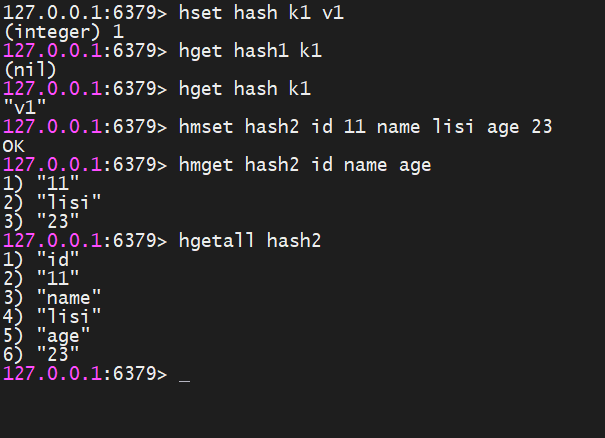 127.0.0.1:6379> hset hash k1 v1
(integer) 1
127.0.0.1:6379> hget hash1 k1
(nil)
127.0.0.1:6379> hget hash k1
"v1"
127.0.0.1:6379> hmset hash2 id 11 name lisi age 23
OK
127.0.0.1:6379> hmget hash2 id name age
1) "11"
2) "lisi"
3) "23"
127.0.0.1:6379> hgetall hash2
1) "id"
2) "11"
3) "name"
4) "lisi"
5) "age"
6) "23"
127.0.0.1:6379> _